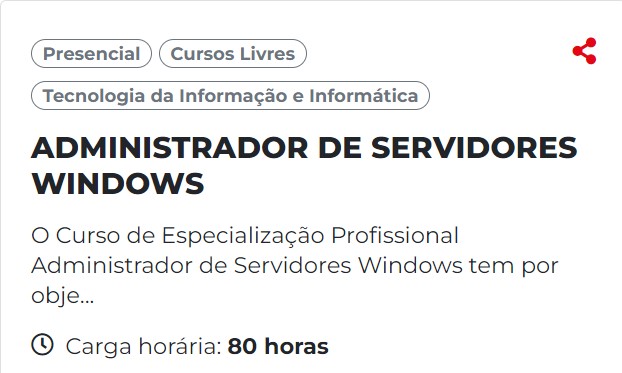 Presencial Cursos Livres
Tecnologia da Informação e Informática
ADMINISTRADOR DE SERVIDORES
WINDOWS
O Curso de Especialização Profissional
Administrador de Servidores Windows tem por
obje...
Carga horária: 80 horas